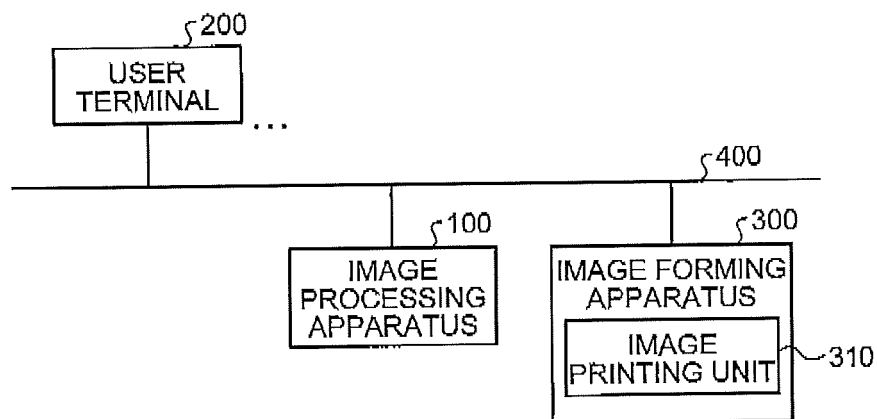 200
USER
TERMINAL
...
400
100
IMAGE
PROCESSING
APPARATUS
300
IMAGE FORMING
APPARATUS
IMAGE
PRINTING UNIT
310